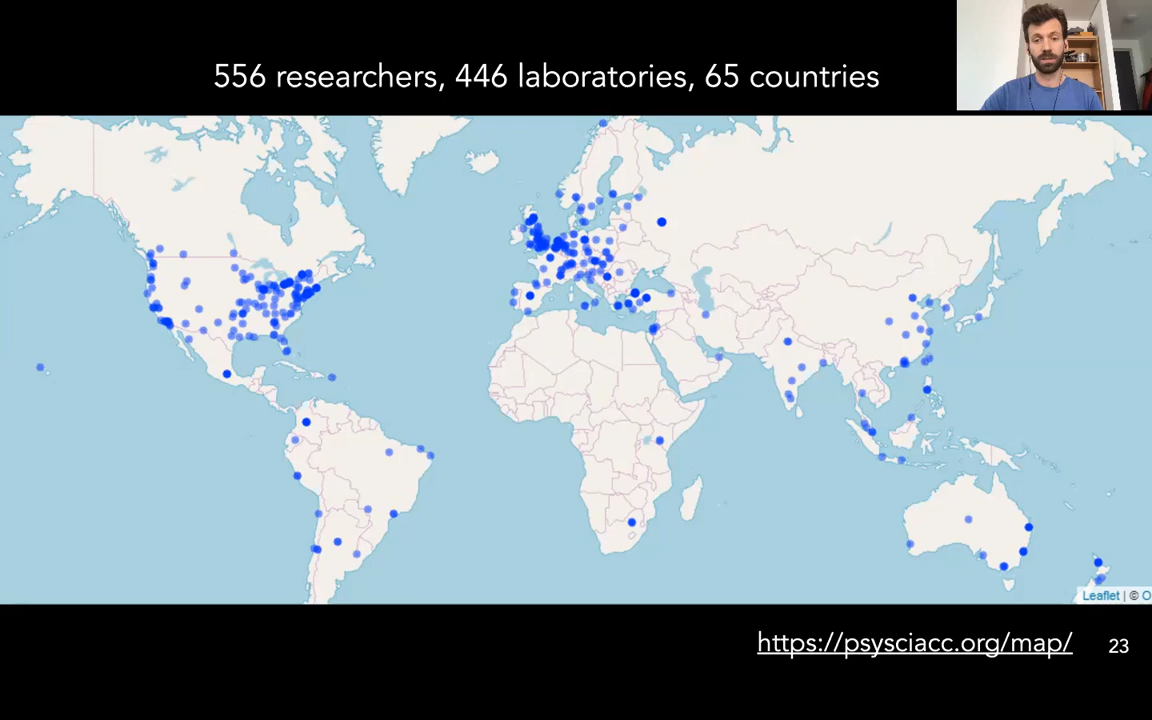 556 researchers, 446 laboratories, 65 countries
Leaflet | © O
https://psysciacc.org/map/
23